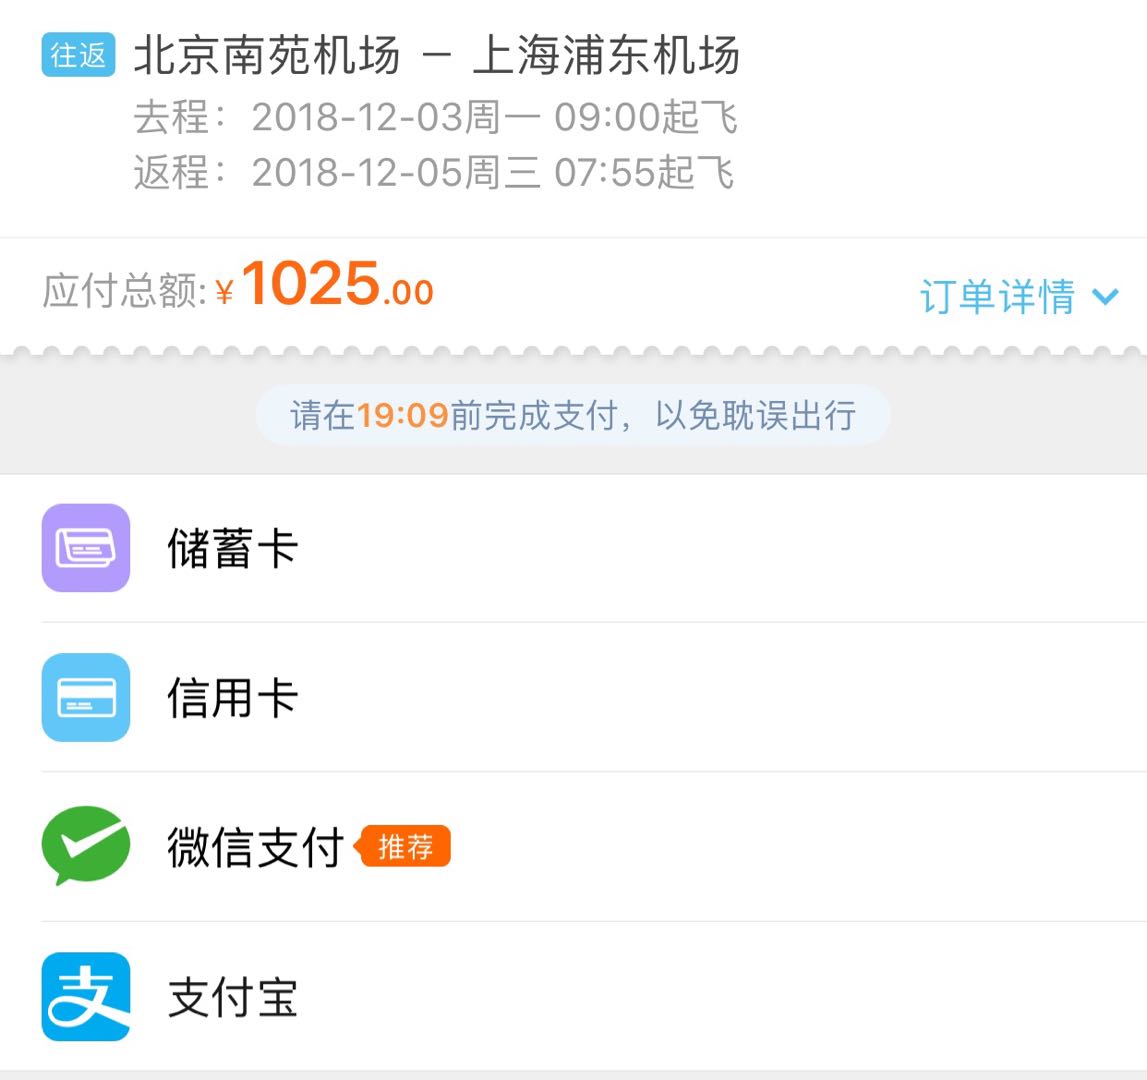 往返 北京南苑机场 – 上海浦东机场
去程：2018-12-03周一 09:00起飞
返程：2018-12-05周三 07:55起飞
应付总额:¥1025.00 订单详情
请在19:09前完成支付，以免耽误出行
储蓄卡
信用卡
微信支付 推荐
支 支付宝